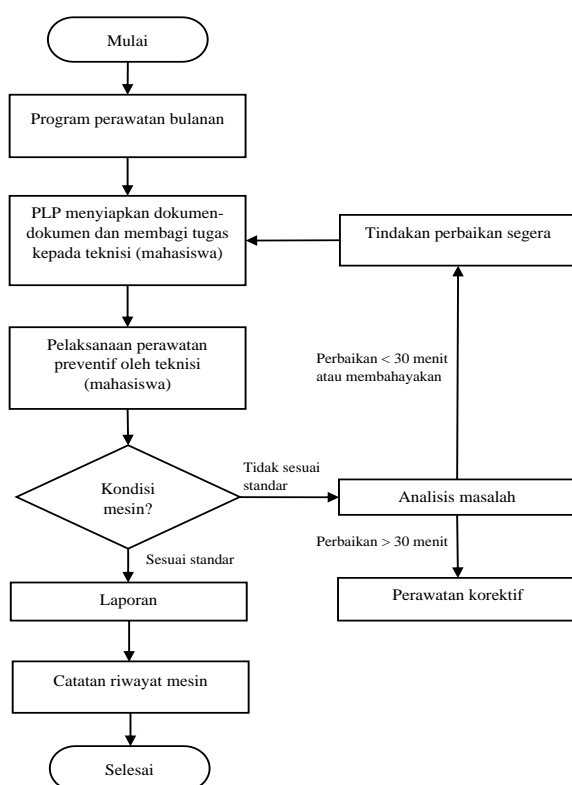 Mulai
Program perawatan bulanan
PLP menyiapkan dokumen-
dokumen dan membagi tugas
kepada teknisi (mahasiswa)
Tindakan perbaikan segera
Pelaksanaan perawatan
preventif oleh teknisi
(mahasiswa)
Perbaikan < 30 menit
atau membahayakan
Kondisi
mesin?
Tidak sesuai
standar
Analisis masalah
Sesuai standar
Perbaikan > 30 menit
Laporan
Perawatan korektif
Catatan riwayat mesin
Selesai